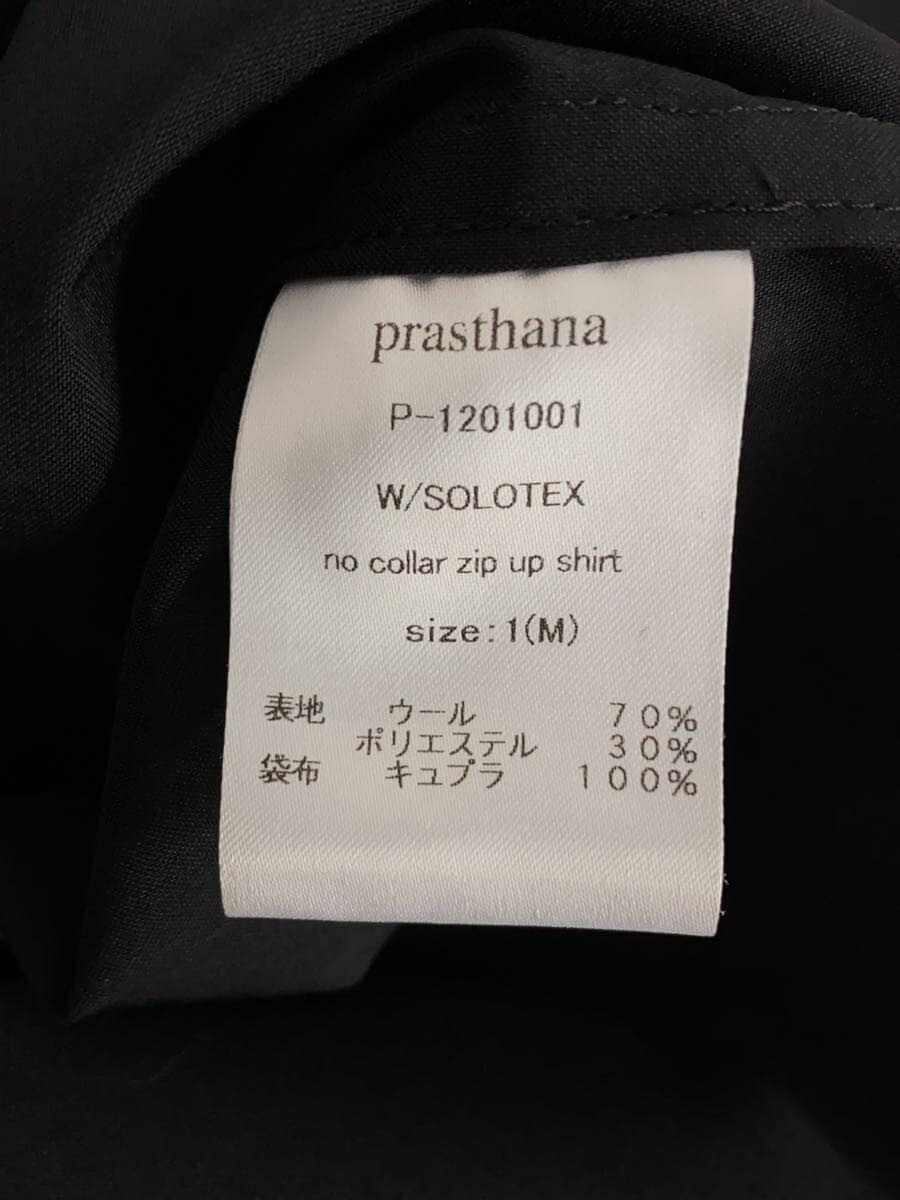 prasthana
P-1201001
W/SOLOTEX
no collar zip up shirt
size:1(M)
表地 ウール 70%
ポリエステル 30%
袋布 キュプラ 100%